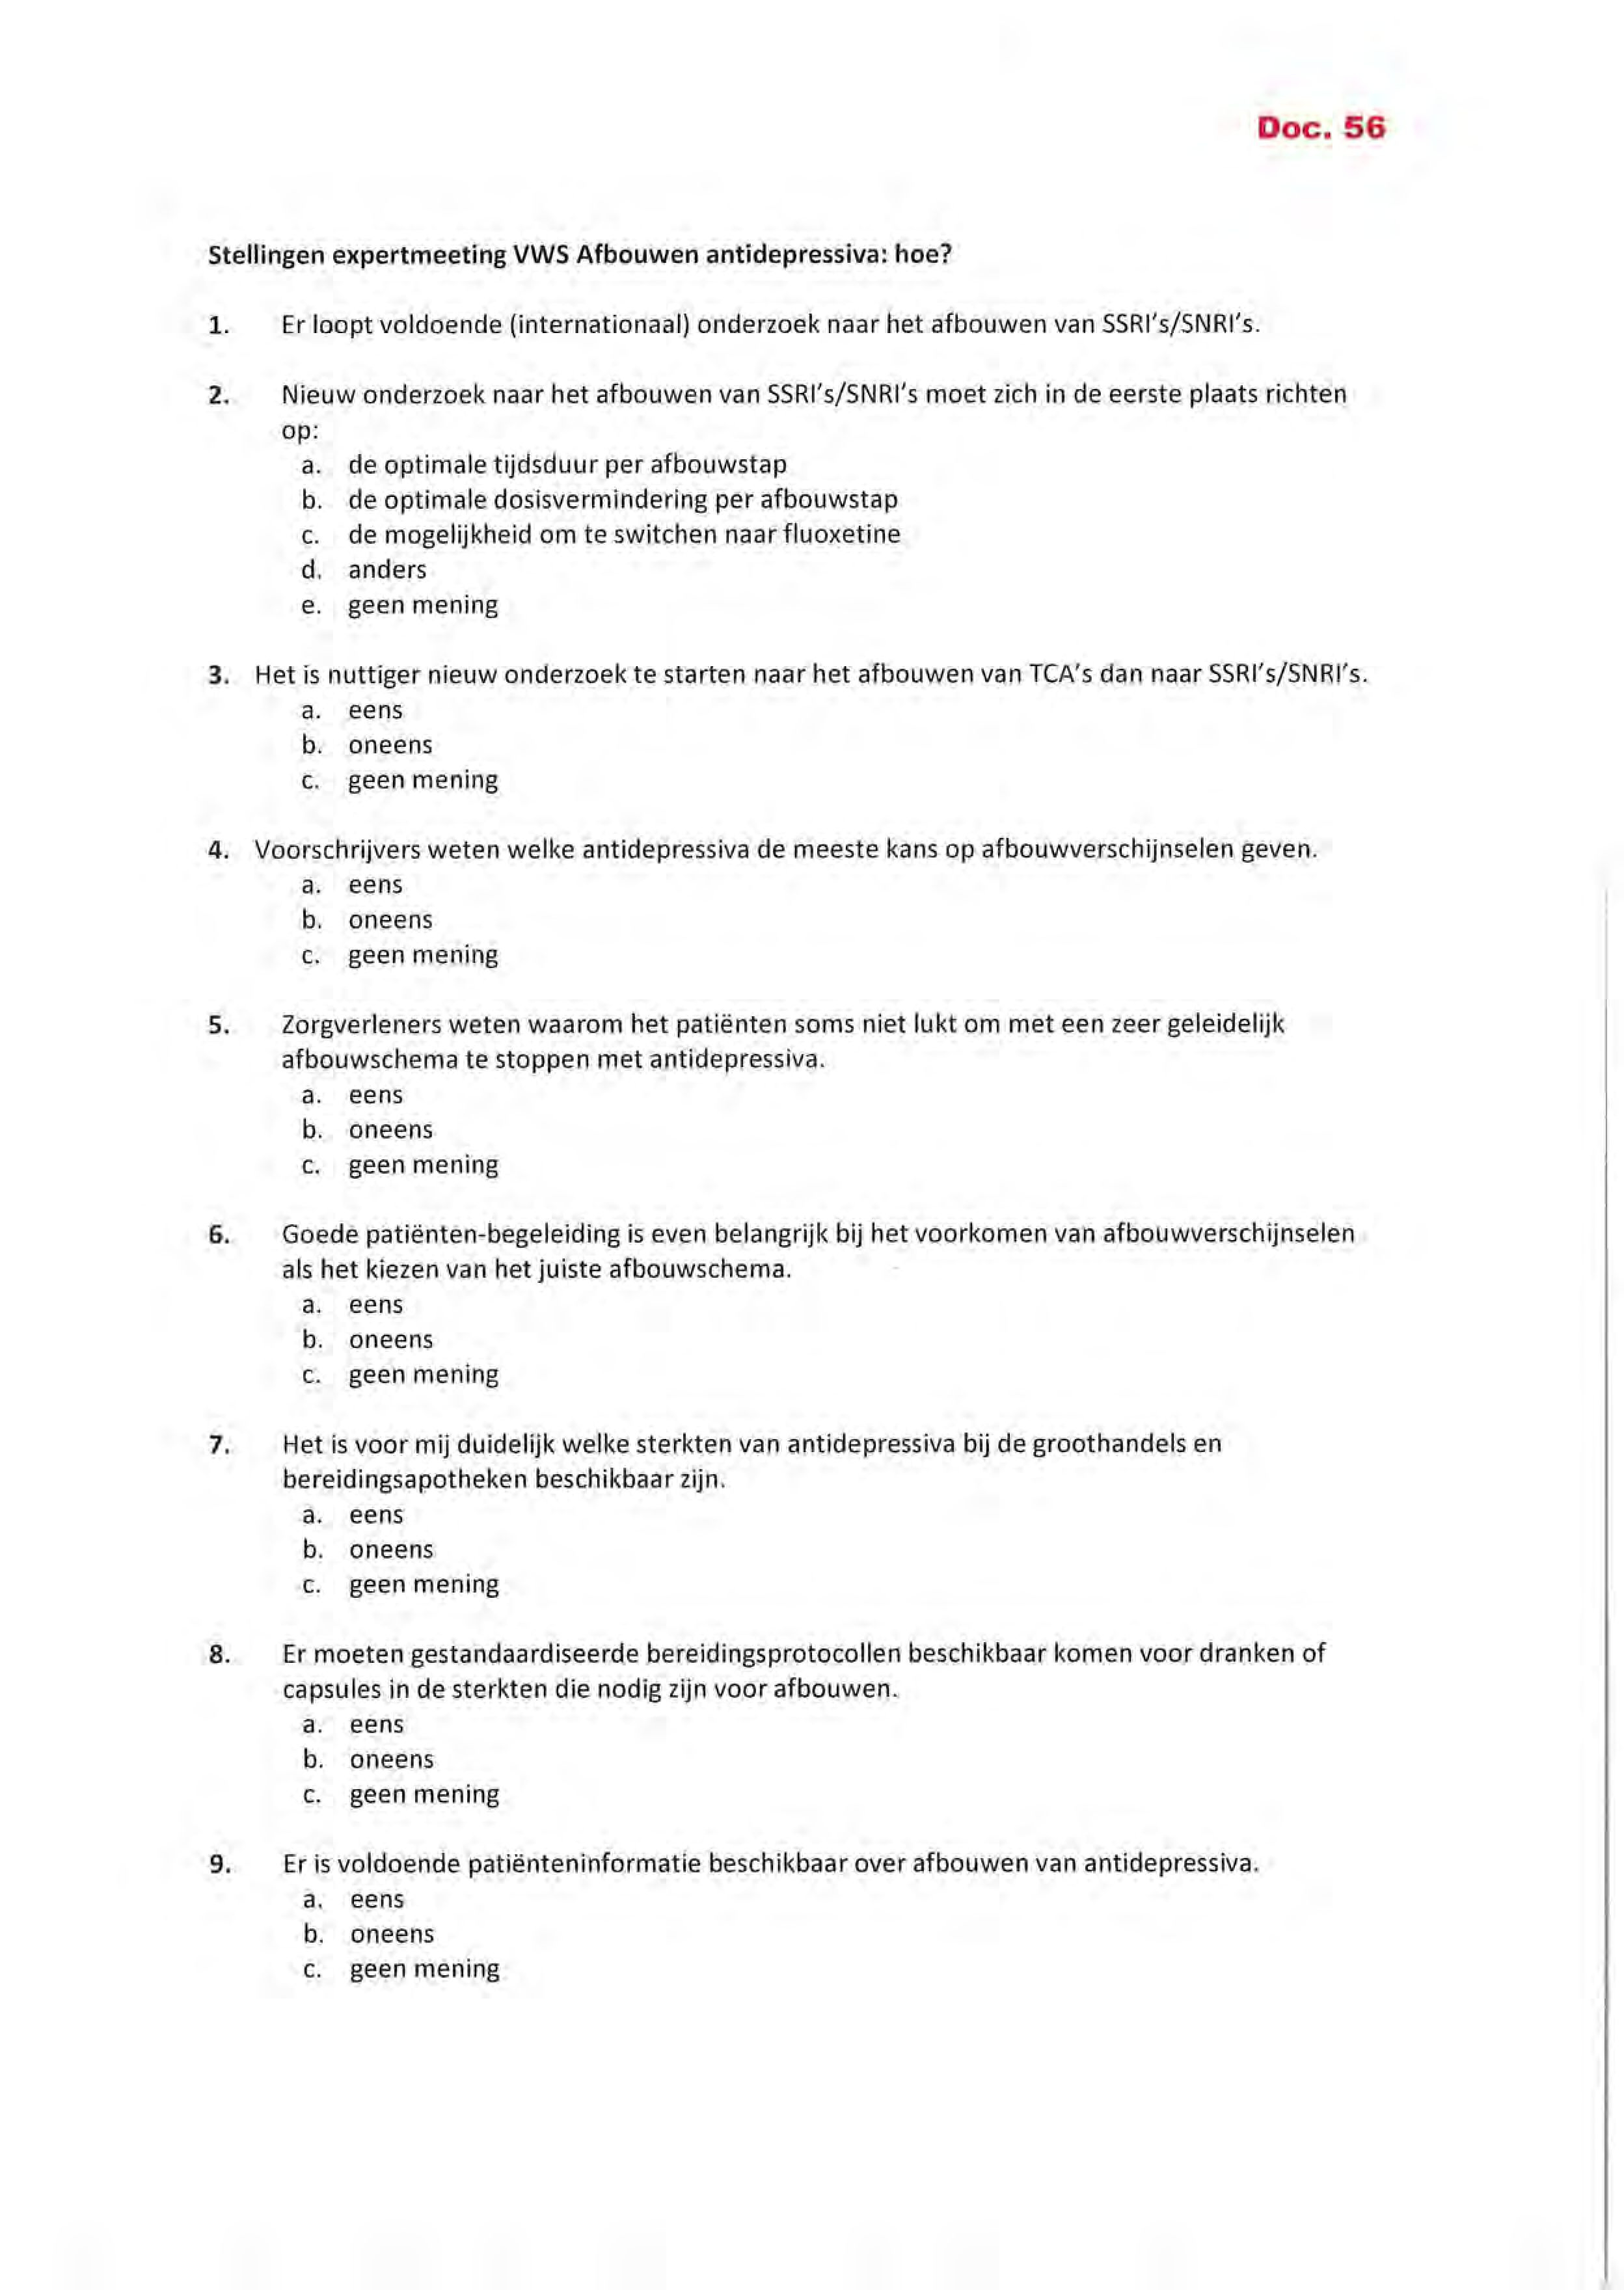 Doc. 56
Stellingen expertmeeting VWS Afbouwen antidepressiva: hoe?
1. Er loopt voldoende (internationaal) onderzoek naar het afbouwen van SSRI's/SNRI's.
2. Nieuw onderzoek naar het afbouwen van SSRI's/SNRI's moet zich in de eerste plaats richten
op:
a. de optimale tijdsduur per afbouwstap
b. de optimale dosisvermindering per afbouwstap
c. de mogelijkheid om te switchen naar fluoxetine
d. anders
e. geen mening
3. Het is nuttiger nieuw onderzoek te starten naar het afbouwen van TCA's dan naar SSRI's/SNRI's.
a. eens
b. oneens
c. geen mening
4. Voorschrijvers weten welke antidepressiva de meeste kans op afbouwverschijnselen geven.
a. eens
b. oneens
c. geen mening
5. Zorgverleners weten waarom het patiënten soms niet lukt om met een zeer geleidelijk
afbouwschema te stoppen met antidepressiva.
a. eens
b. oneens
c. geen mening
6. Goede patiënten-begeleiding is even belangrijk bij het voorkomen van afbouwverschijnselen
als het kiezen van het juiste afbouwschema.
a. eens
b. oneens
c. geen mening
7. Het is voor mij duidelijk welke sterkten van antidepressiva bij de groothandels en
bereidingsapotheken beschikbaar zijn.
a. eens
b. oneens
c. geen mening
8. Er moeten gestandaardiseerde bereidingsprotocollen beschikbaar komen voor dranken of
capsules in de sterkten die nodig zijn voor afbouwen.
a. eens
b. oneens
c. geen mening
9. Er is voldoende patiënteninformatie beschikbaar over afbouwen van antidepressiva.
a. eens
b. oneens
c. geen mening